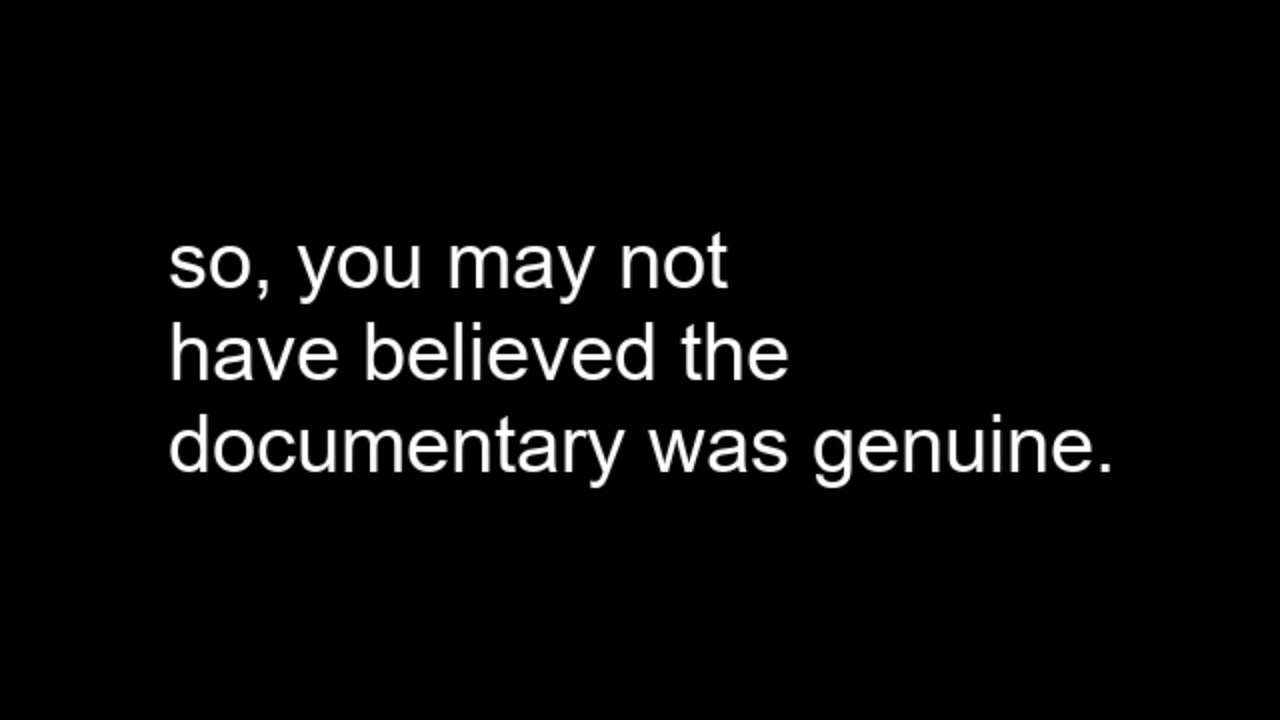 so, you may not
have believed the
documentary was genuine.